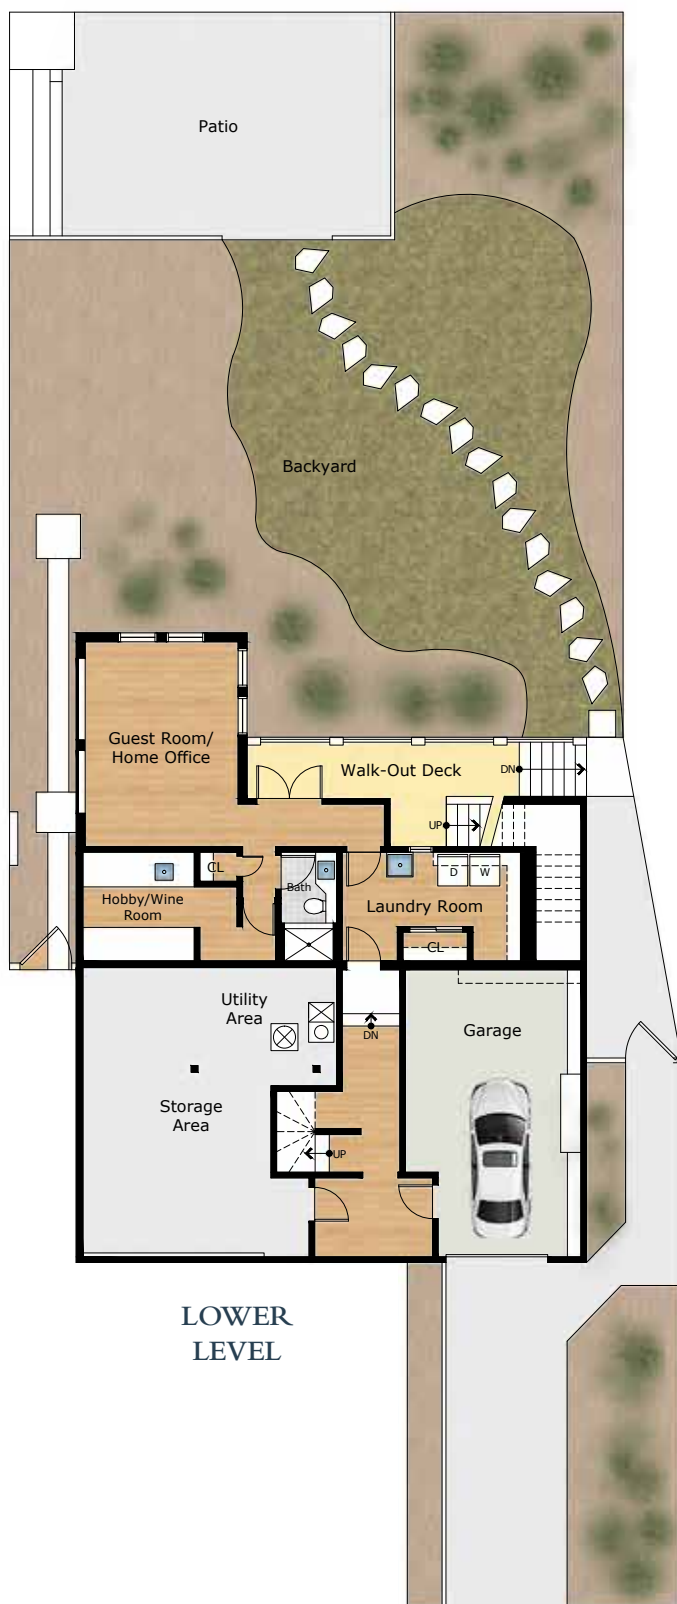 Patio
Backyard
Guest Room/
Home Office
Walk-Out Deck
DN
UP
CL
Bath
D
W
Hobby/Wine
Room
Laundry Room
CL
Utility
Area
DN
Garage
Storage
Area
UP
LOWER
LEVEL